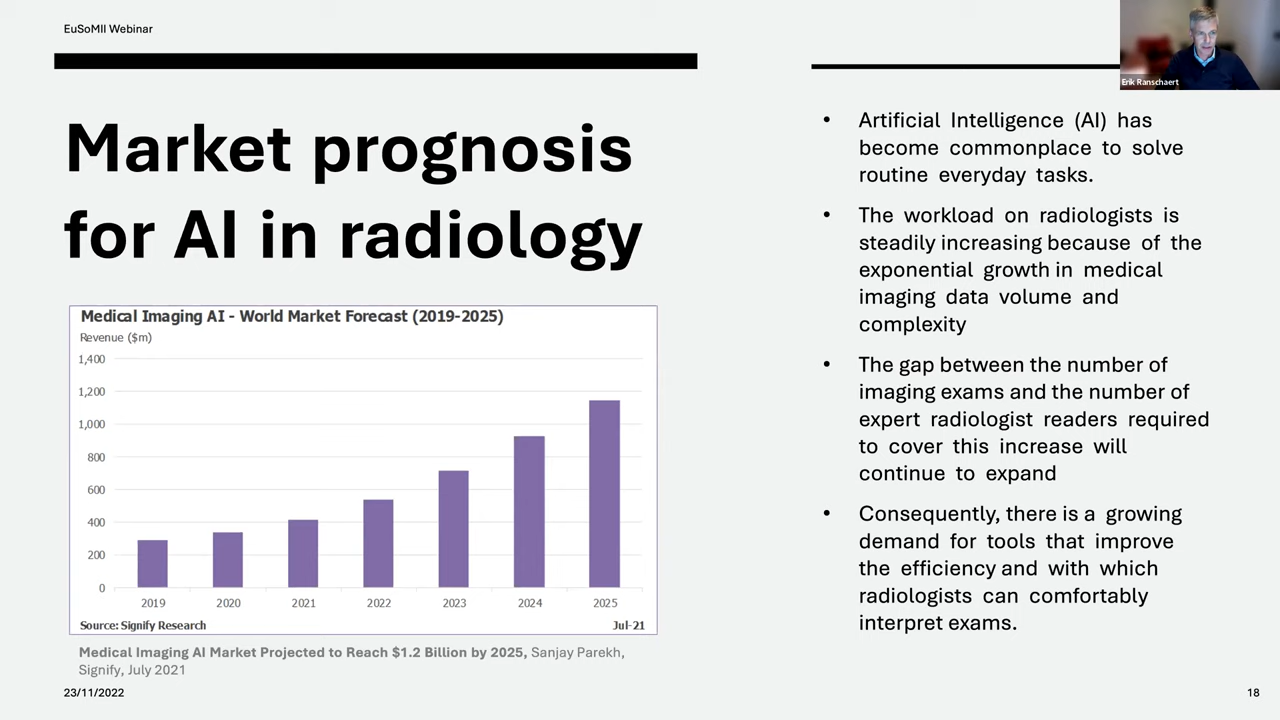 EuSoMII Webinar
Erik Ranschaert
Market prognosis
for AI in radiology
Medical Imaging AI - World Market Forecast (2019-2025)
Revenue ($m)
1,400
1,200
1,000
800
600
400
200
0
2019 2020 2021 2022 2023 2024 2025
Source: Signify Research Jul-21
Medical Imaging AI Market Projected to Reach $1.2 Billion by 2025, Sanjay Parekh,
Signify, July 2021
• Artificial Intelligence (AI) has
become commonplace to solve
routine everyday tasks.
• The workload on radiologists is
steadily increasing because of the
exponential growth in medical
imaging data volume and
complexity
• The gap between the number of
imaging exams and the number of
expert radiologist readers required
to cover this increase will
continue to expand
• Consequently, there is a growing
demand for tools that improve
the efficiency and with which
radiologists can comfortably
interpret exams.
23/11/2022 18